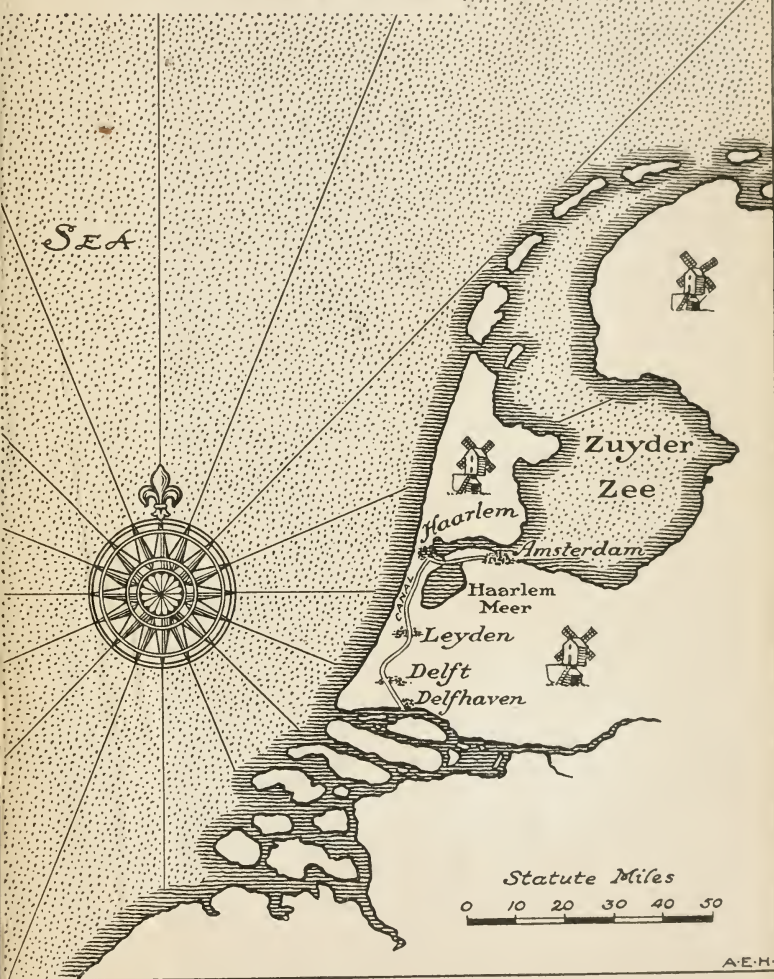 SEA
Zuyder
Zee
Haarlem
Amsterdam
CANAL
Haarlem
Meer
Leyden
Delft
Delfhaven
Statute Miles
0 10 20 30 40 50
A·E·H·